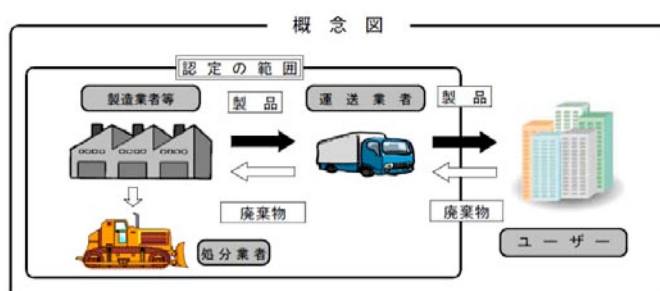 概念図
認定の範囲
製造業者等
製品
運送業者
製品
廃棄物
廃棄物
処分業者
ユーザー